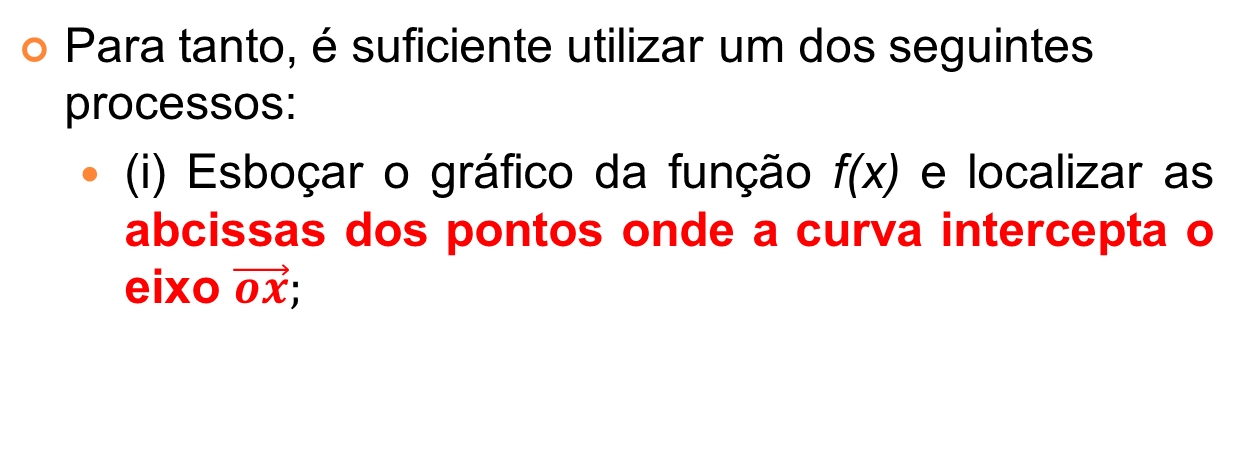 Para tanto, é suficiente utilizar um dos seguintes
processos:
(i) Esboçar o gráfico da função f(x) e localizar as
abcissas dos pontos onde a curva intercepta o
eixo $\overrightarrow{ox}$;